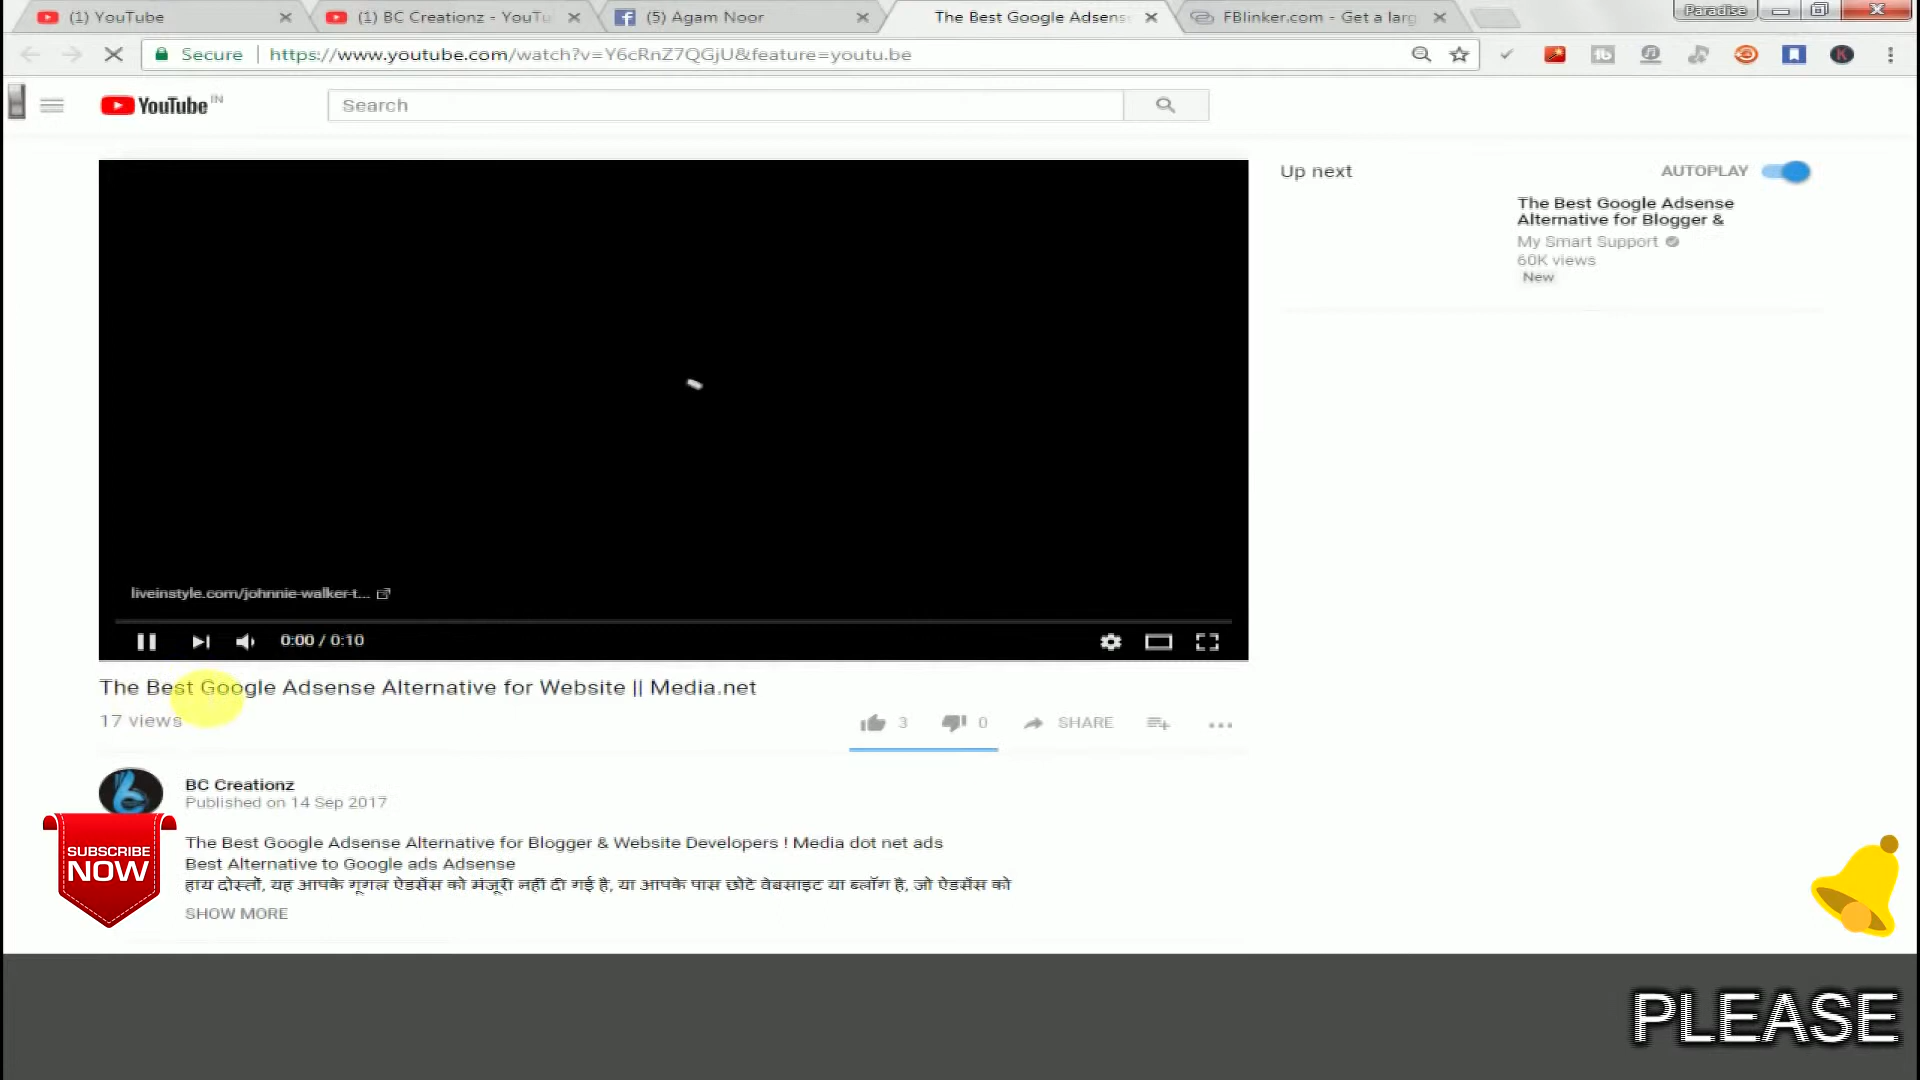 (1) YouTube
(1) BC Creationz - YouTu
(5) Agam Noor
The Best Google Adsens
FBlinker.com - Get a larg
Paradise
Secure
https://www.youtube.com/watch?v=Y6cRnZ7QGjU&feature=youtu.be
YouTube IN
Search
Up next
AUTOPLAY
The Best Google Adsense
Alternative for Blogger &
My Smart Support
60K views
New
liveinstyle.com/johnnie-walker-t...
0:00 / 0:10
The Best Google Adsense Alternative for Website || Media.net
17 views
3
0
SHARE
BC Creationz
Published on 14 Sep 2017
The Best Google Adsense Alternative for Blogger & Website Developers ! Media dot net ads
Best Alternative to Google ads Adsense
हाय दोस्तों, यह आपके गूगल ऐडसेंस को मंजूरी नहीं दी गई है, या आपके पास छोटे वेबसाइट या ब्लॉग है, जो ऐडसेंस को
SHOW MORE
SUBSCRIBE
NOW
PLEASE